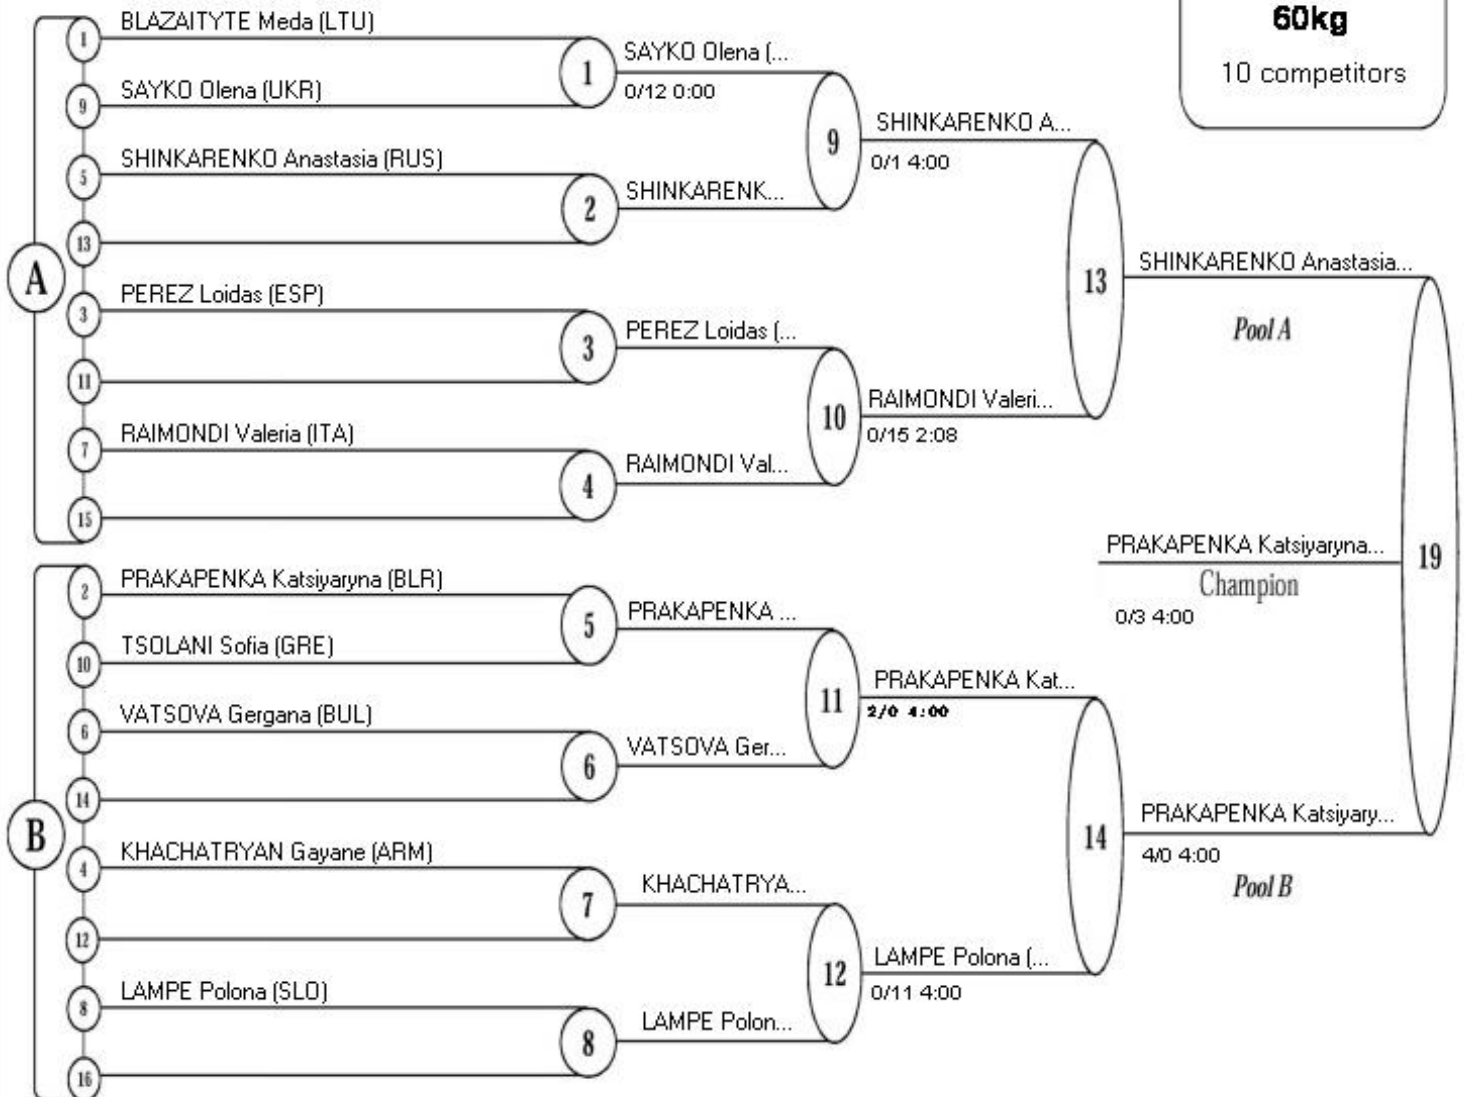 60kg
10 competitors
A
1 BLAZAITYTE Meda (LTU)
9 SAYKO Olena (UKR)
5 SHINKARENKO Anastasia (RUS)
13
3 PEREZ Loidas (ESP)
11
7 RAIMONDI Valeria (ITA)
15
B
2 PRAKAPENKA Katsiyaryna (BLR)
10 TSOLANI Sofia (GRE)
6 VATSOVA Gergana (BUL)
14
4 KHACHATRYAN Gayane (ARM)
12
8 LAMPE Polona (SLO)
16
1
SAYKO Olena (...
0/12 0:00
2
SHINKARENK...
3
PEREZ Loidas (...
4
RAIMONDI Val...
5
PRAKAPENKA ...
6
VATSOVA Ger...
7
KHACHATRYA...
8
LAMPE Polon...
9
SHINKARENKO A...
0/1 4:00
10
RAIMONDI Valeri...
0/15 2:08
11
PRAKAPENKA Kat...
2/0 4:00
12
LAMPE Polona (...
0/11 4:00
13
SHINKARENKO Anastasia...
Pool A
14
PRAKAPENKA Katsiyary...
4/0 4:00
Pool B
19
PRAKAPENKA Katsiyaryna...
Champion
0/3 4:00